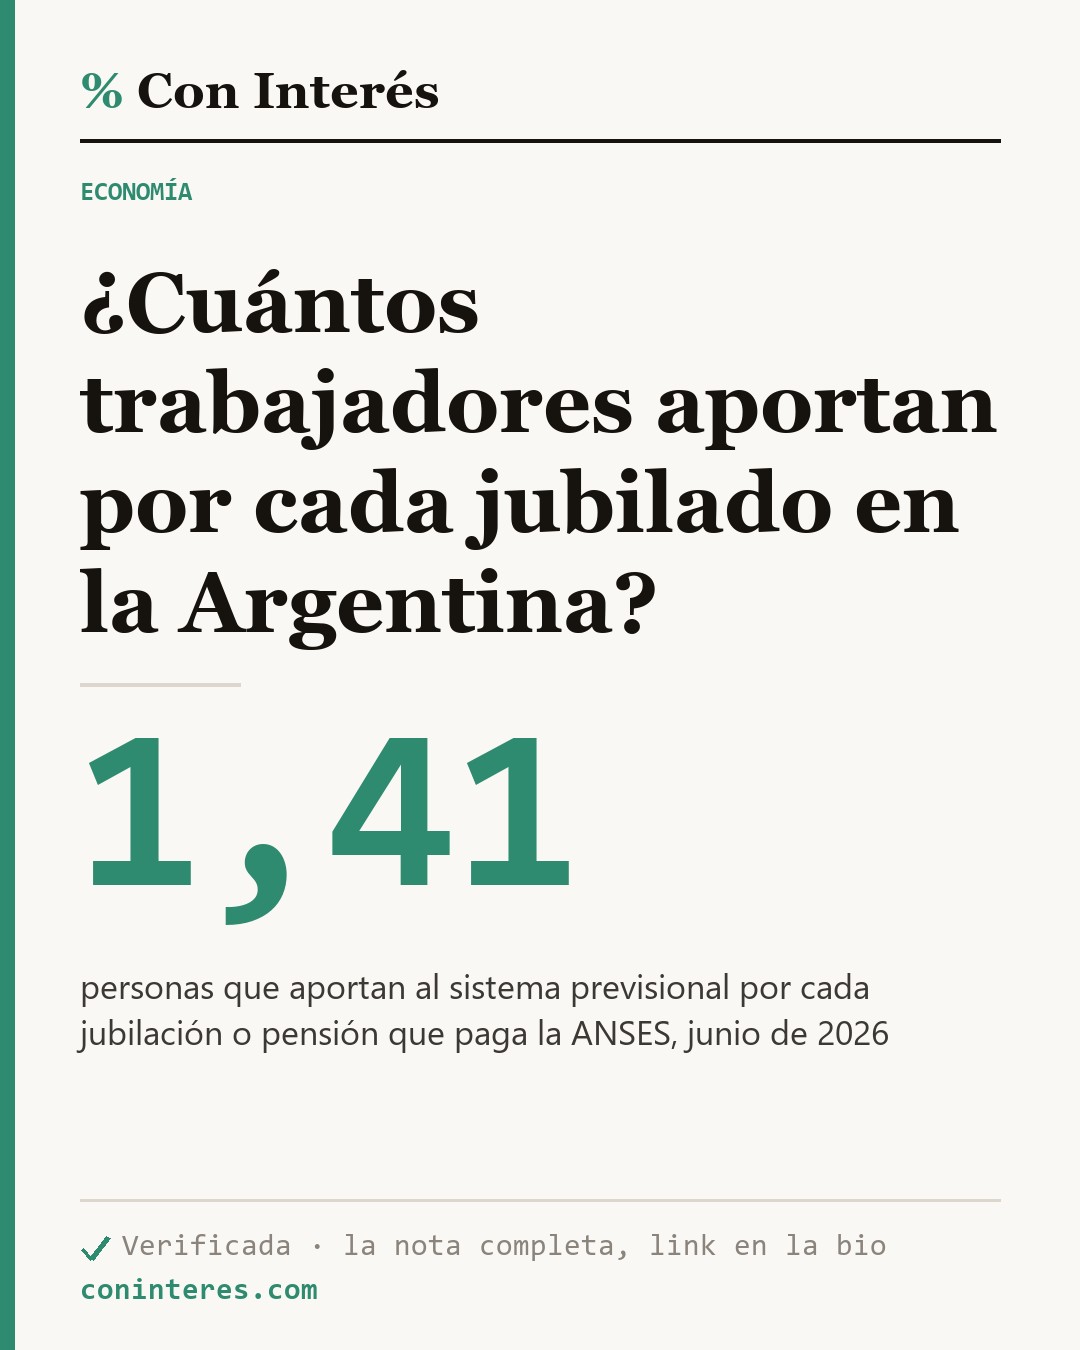 % Con Interés
ECONOMÍA
¿Cuántos
trabajadores aportan
por cada jubilado en
la Argentina?
1,41
personas que aportan al sistema previsional por cada
jubilación o pensión que paga la ANSES, junio de 2026
✓ Verificada · la nota completa, link en la bio
coninteres.com